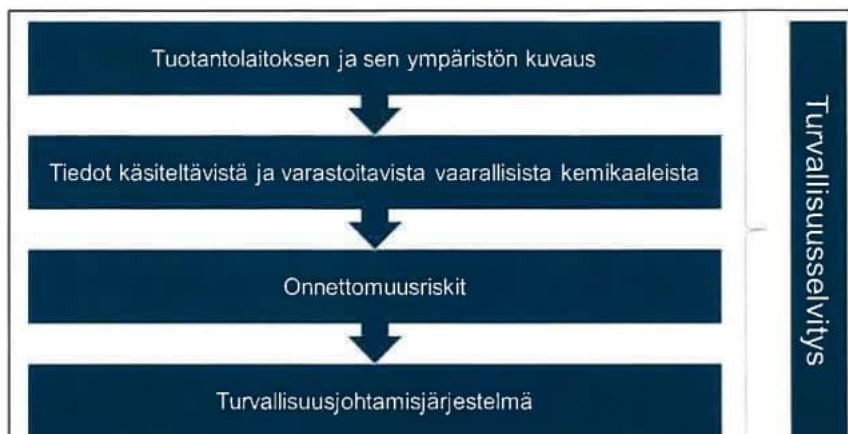 Tuotantolaitoksen ja sen ympäristön kuvaus
Tiedot käsiteltävistä ja varastoitavista vaarallisista kemikaaleista
Onnettomuusriskit
Turvallisuusjohtamisjärjestelmä
Turvallisuusselvitys